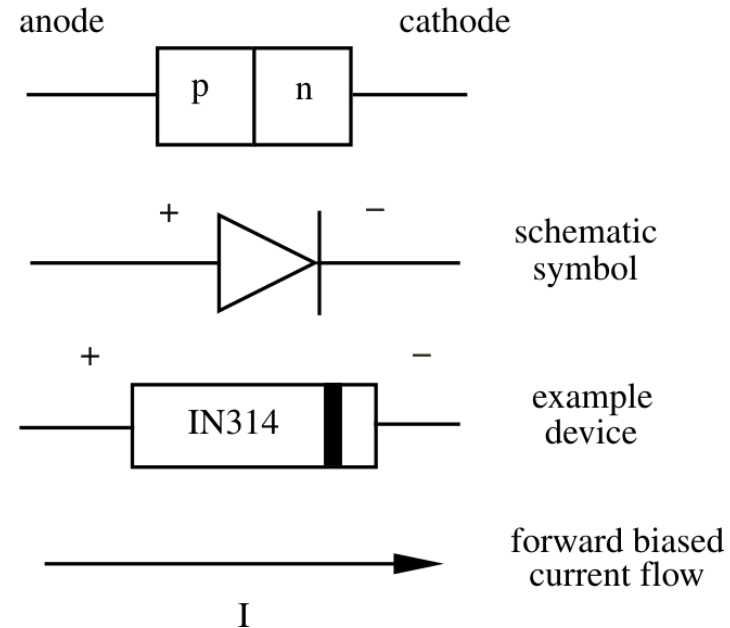 anode cathode
p n
+ −
schematic
symbol
+ −
IN314
example
device
forward biased
current flow
I